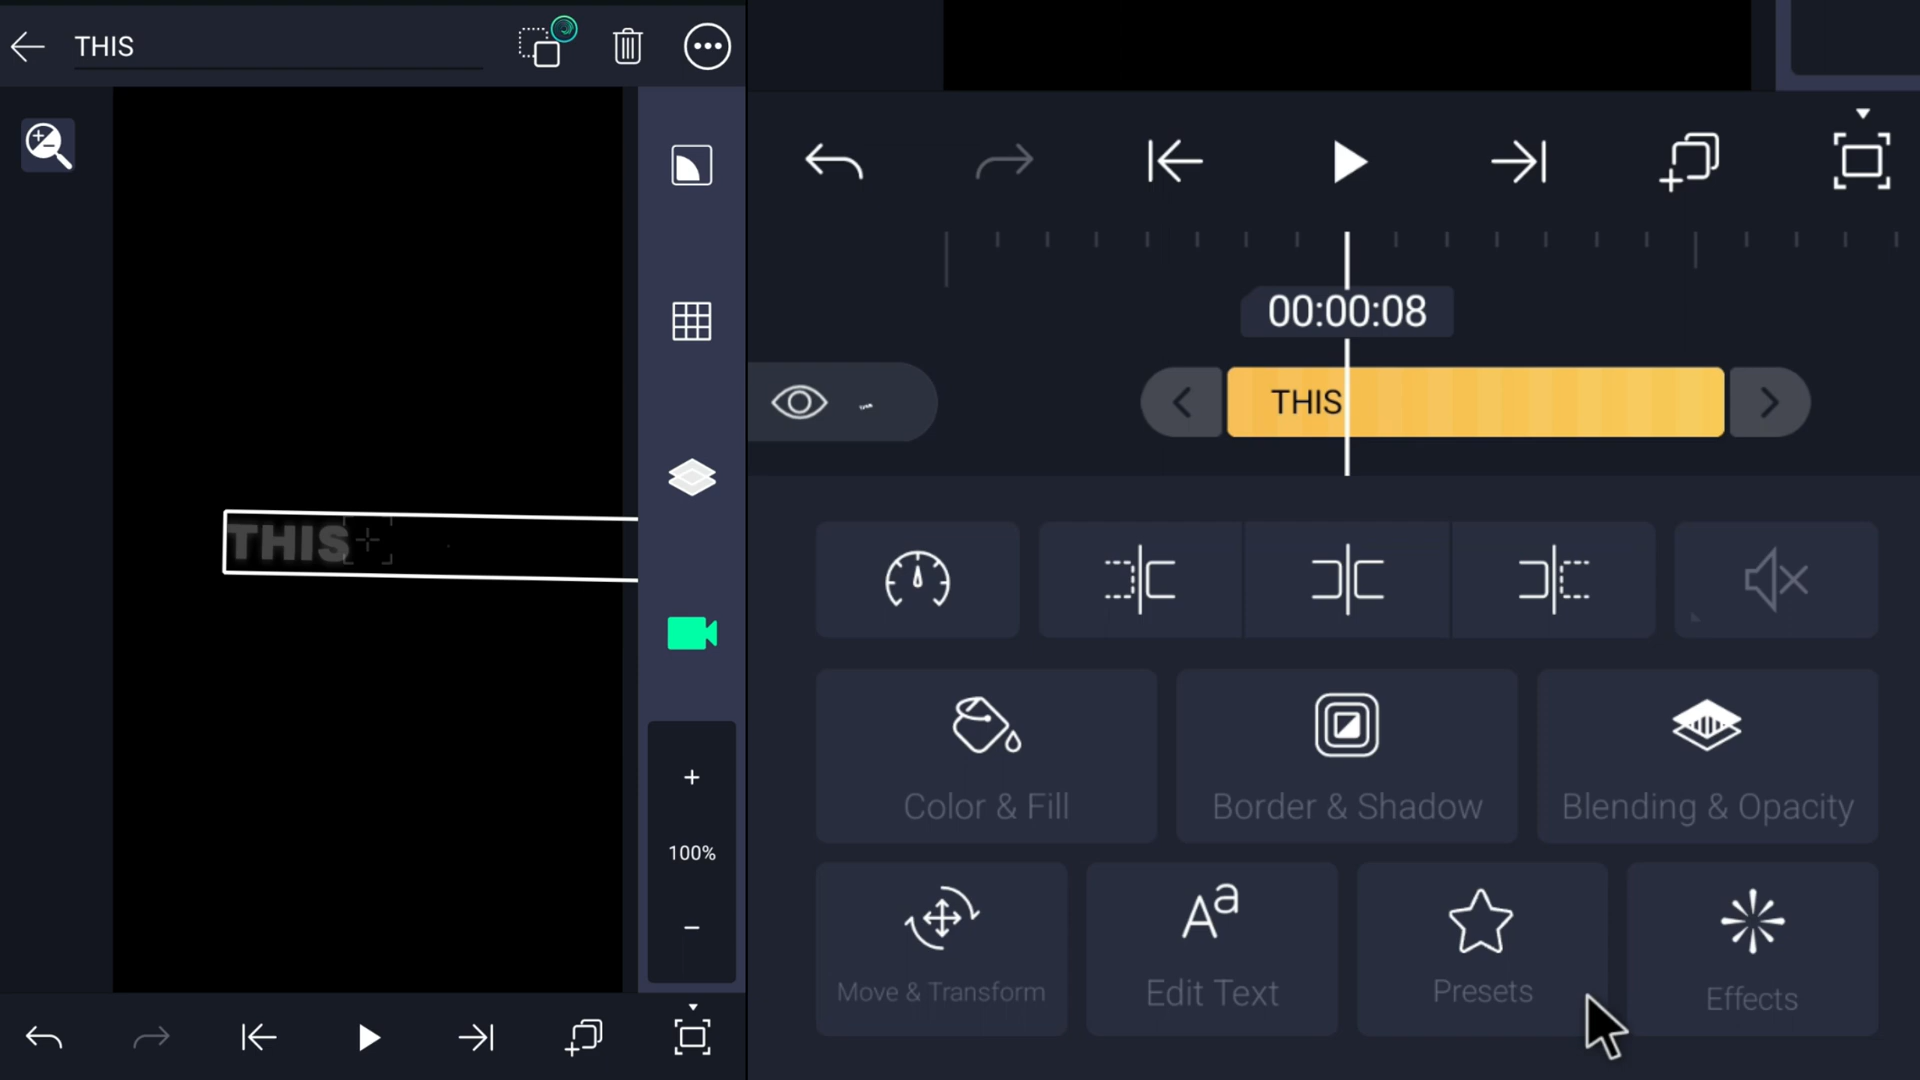 THIS
THIS
100%
00:00:08
THIS
Color & Fill
Border & Shadow
Blending & Opacity
Move & Transform
Edit Text
Presets
Effects